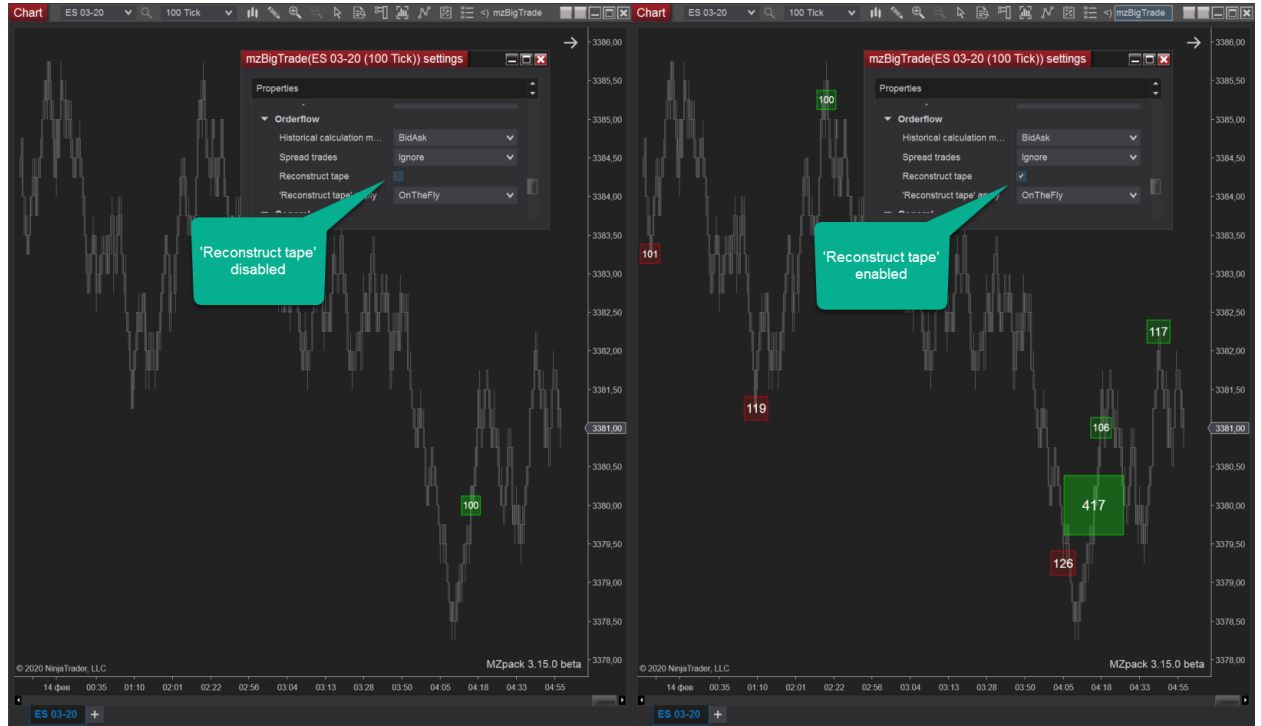 Chart ES 03-20 100 Tick <) mzBigTrade
mzBigTrade(ES 03-20 (100 Tick)) settings
Properties
Orderflow
Historical calculation m... BidAsk
Spread trades Ignore
Reconstruct tape
OnTheFly
'Reconstruct tape'
disabled
100
© 2020 NinjaTrader, LLC
MZpack 3.15.0 beta
3386,00
3385,50
3385,00
3384,50
3384,00
3383,50
3383,00
3382,50
3382,00
3381,50
3381,00
3380,50
3380,00
3379,50
3379,00
3378,50
3378,00
14 фев 00:35 01:10 02:01 02:22 02:56 03:04 03:13 03:28 03:50 04:05 04:18 04:33 04:55
ES 03-20 +
Chart ES 03-20 100 Tick <) mzBigTrade
mzBigTrade(ES 03-20 (100 Tick)) settings
Properties
Orderflow
Historical calculation m... BidAsk
Spread trades Ignore
Reconstruct tape
OnTheFly
'Reconstruct tape'
enabled
100
101
117
119
106
417
126
MZpack 3.15.0 beta
© 2020 NinjaTrader, LLC
3386,00
3385,50
3385,00
3384,50
3384,00
3383,50
3383,00
3382,50
3382,00
3381,50
3381,00
3380,50
3380,00
3379,50
3379,00
3378,50
3378,00
14 фев 00:35 01:10 02:01 02:22 02:56 03:04 03:13 03:28 03:50 04:05 04:18 04:33 04:55
ES 03-20 +